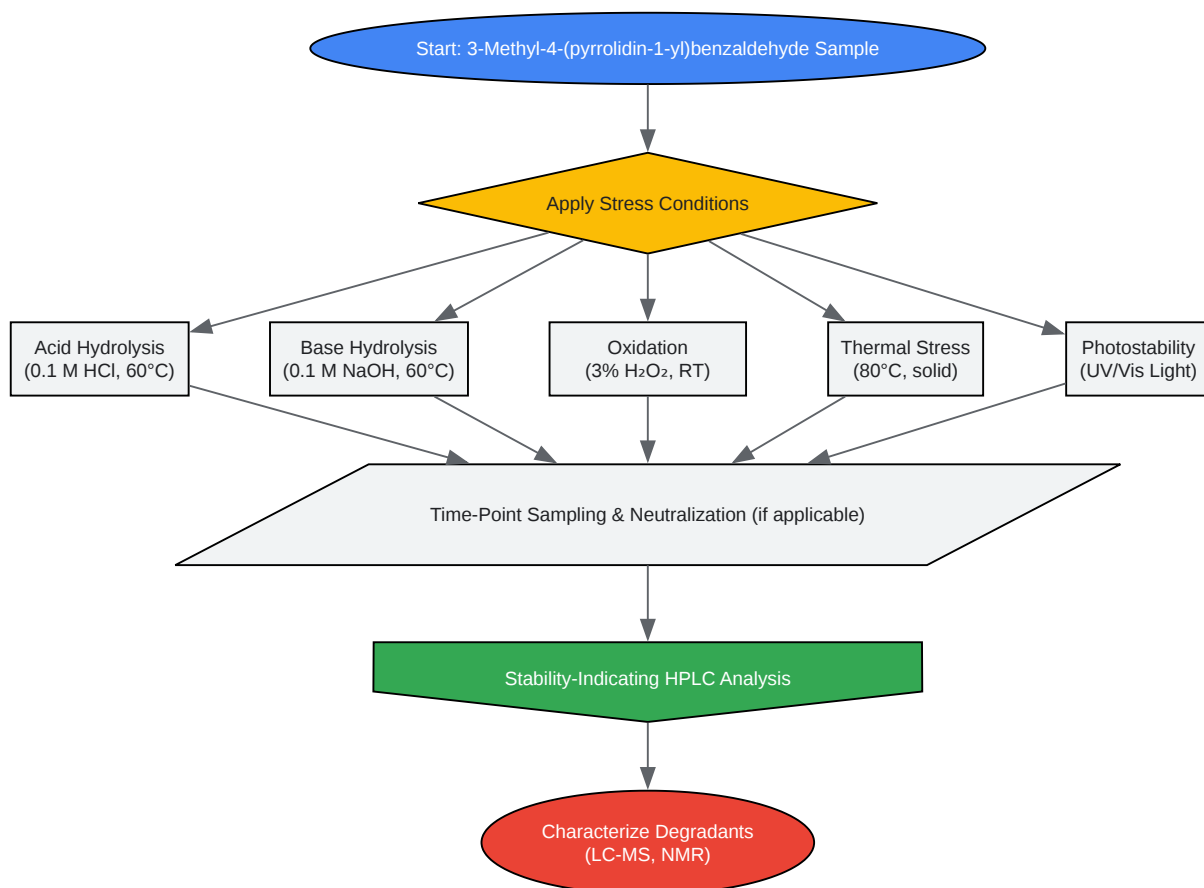 Start: 3-Methyl-4-(pyrrolidin-1-yl)benzaldehyde Sample
Apply Stress Conditions
Acid Hydrolysis
(0.1 M HCl, 60°C)
Base Hydrolysis
(0.1 M NaOH, 60°C)
Oxidation
(3% H₂O₂, RT)
Thermal Stress
(80°C, solid)
Photostability
(UV/Vis Light)
Time-Point Sampling & Neutralization (if applicable)
Stability-Indicating HPLC Analysis
Characterize Degradants
(LC-MS, NMR)